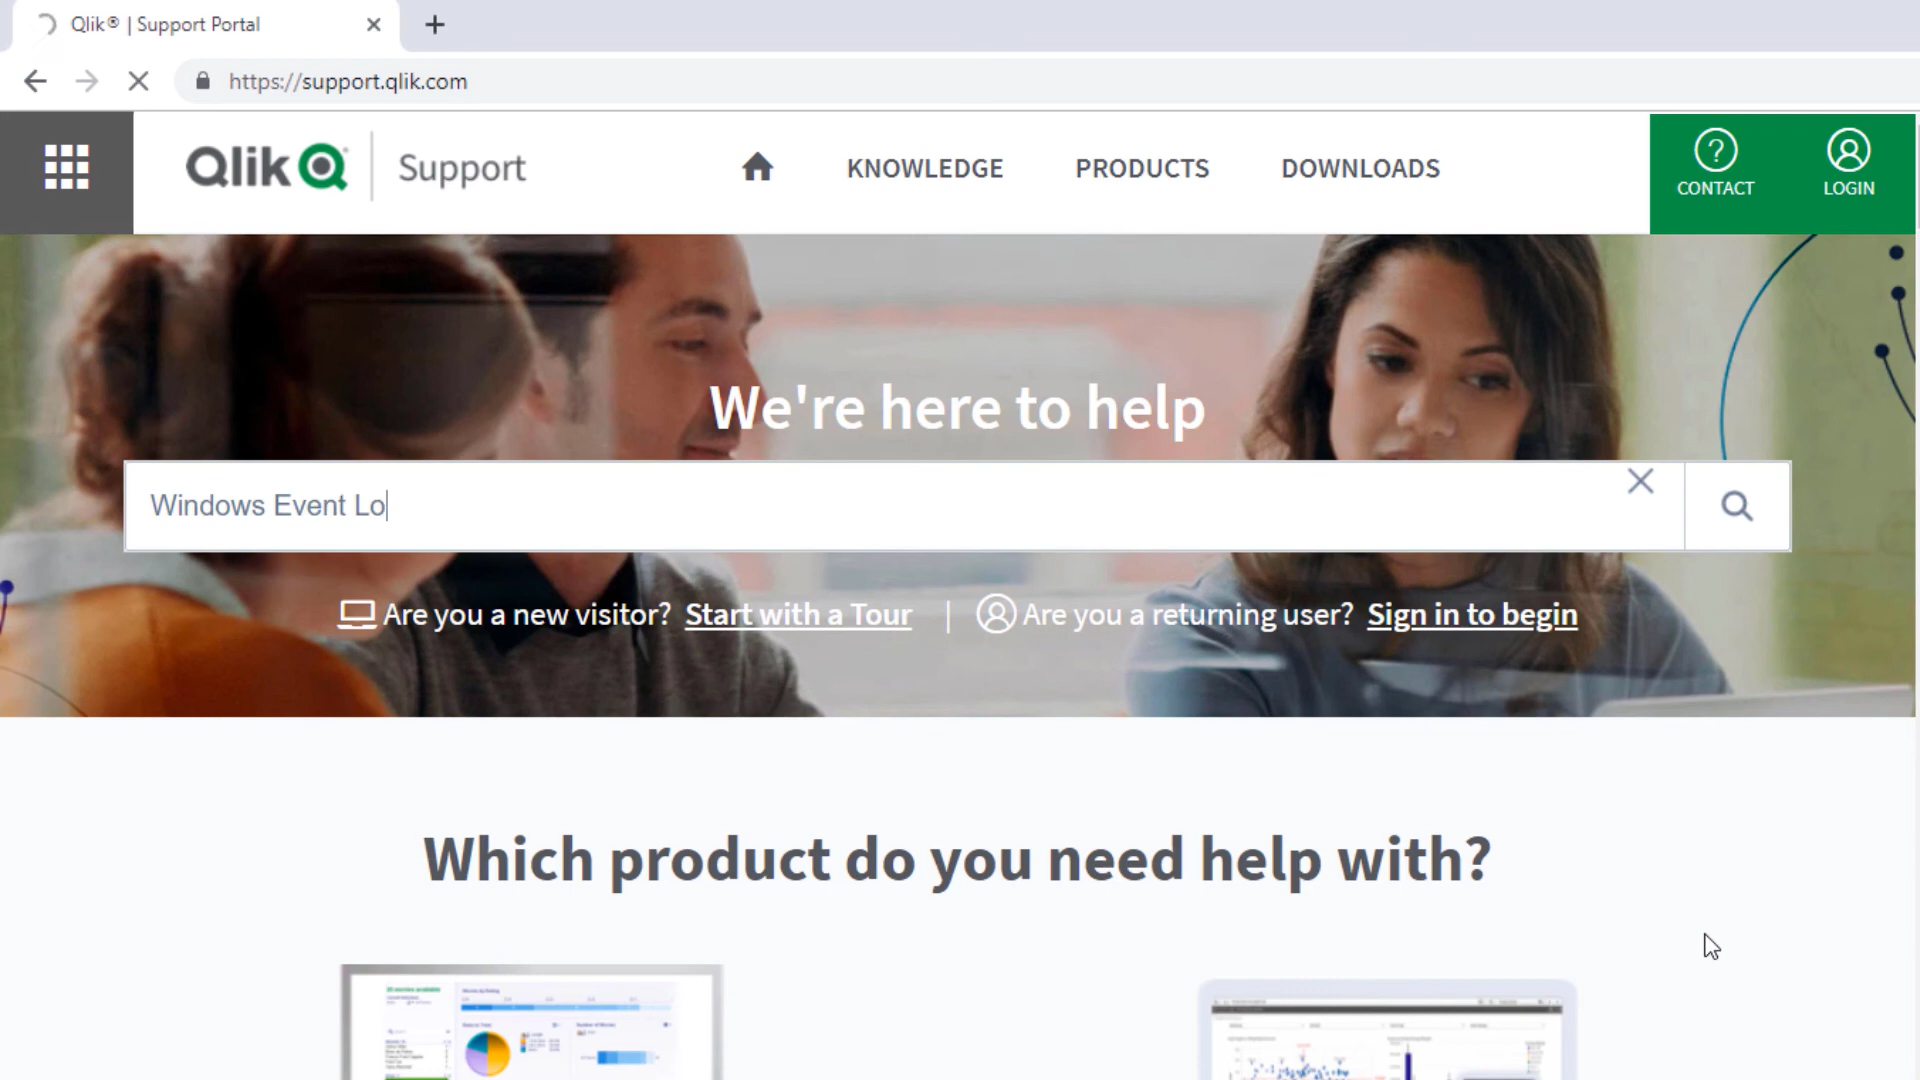 Qlik® | Support Portal
https://support.qlik.com
Qlik
Support
KNOWLEDGE
PRODUCTS
DOWNLOADS
CONTACT
LOGIN
We're here to help
Windows Event Lo
Are you a new visitor? Start with a Tour | Are you a returning user? Sign in to begin
Which product do you need help with?